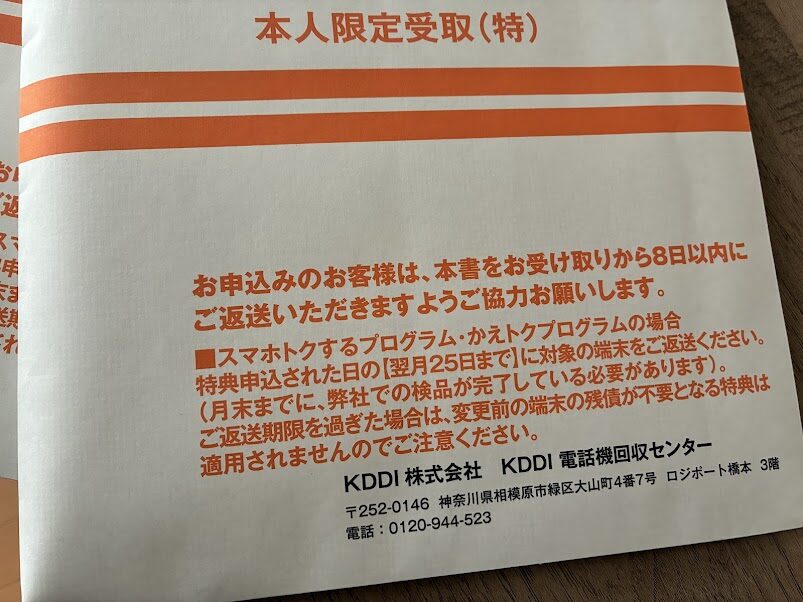 本人限定受取(特)
お申込みのお客様は、本書をお受け取りから8日以内に
ご返送いただきますようご協力お願いします。
■スマホトクするプログラム・かえトクプログラムの場合
特典申込された日の【翌月25日まで】に対象の端末をご返送ください。
(月末までに、弊社での検品が完了している必要があります)。
ご返送期限を過ぎた場合は、変更前の端末の残債が不要となる特典は
適用されませんのでご注意ください。
KDDI 株式会社 KDDI 電話機回収センター
〒252-0146 神奈川県相模原市緑区大山町4番7号 ロジポート橋本 3階
電話:0120-944-523